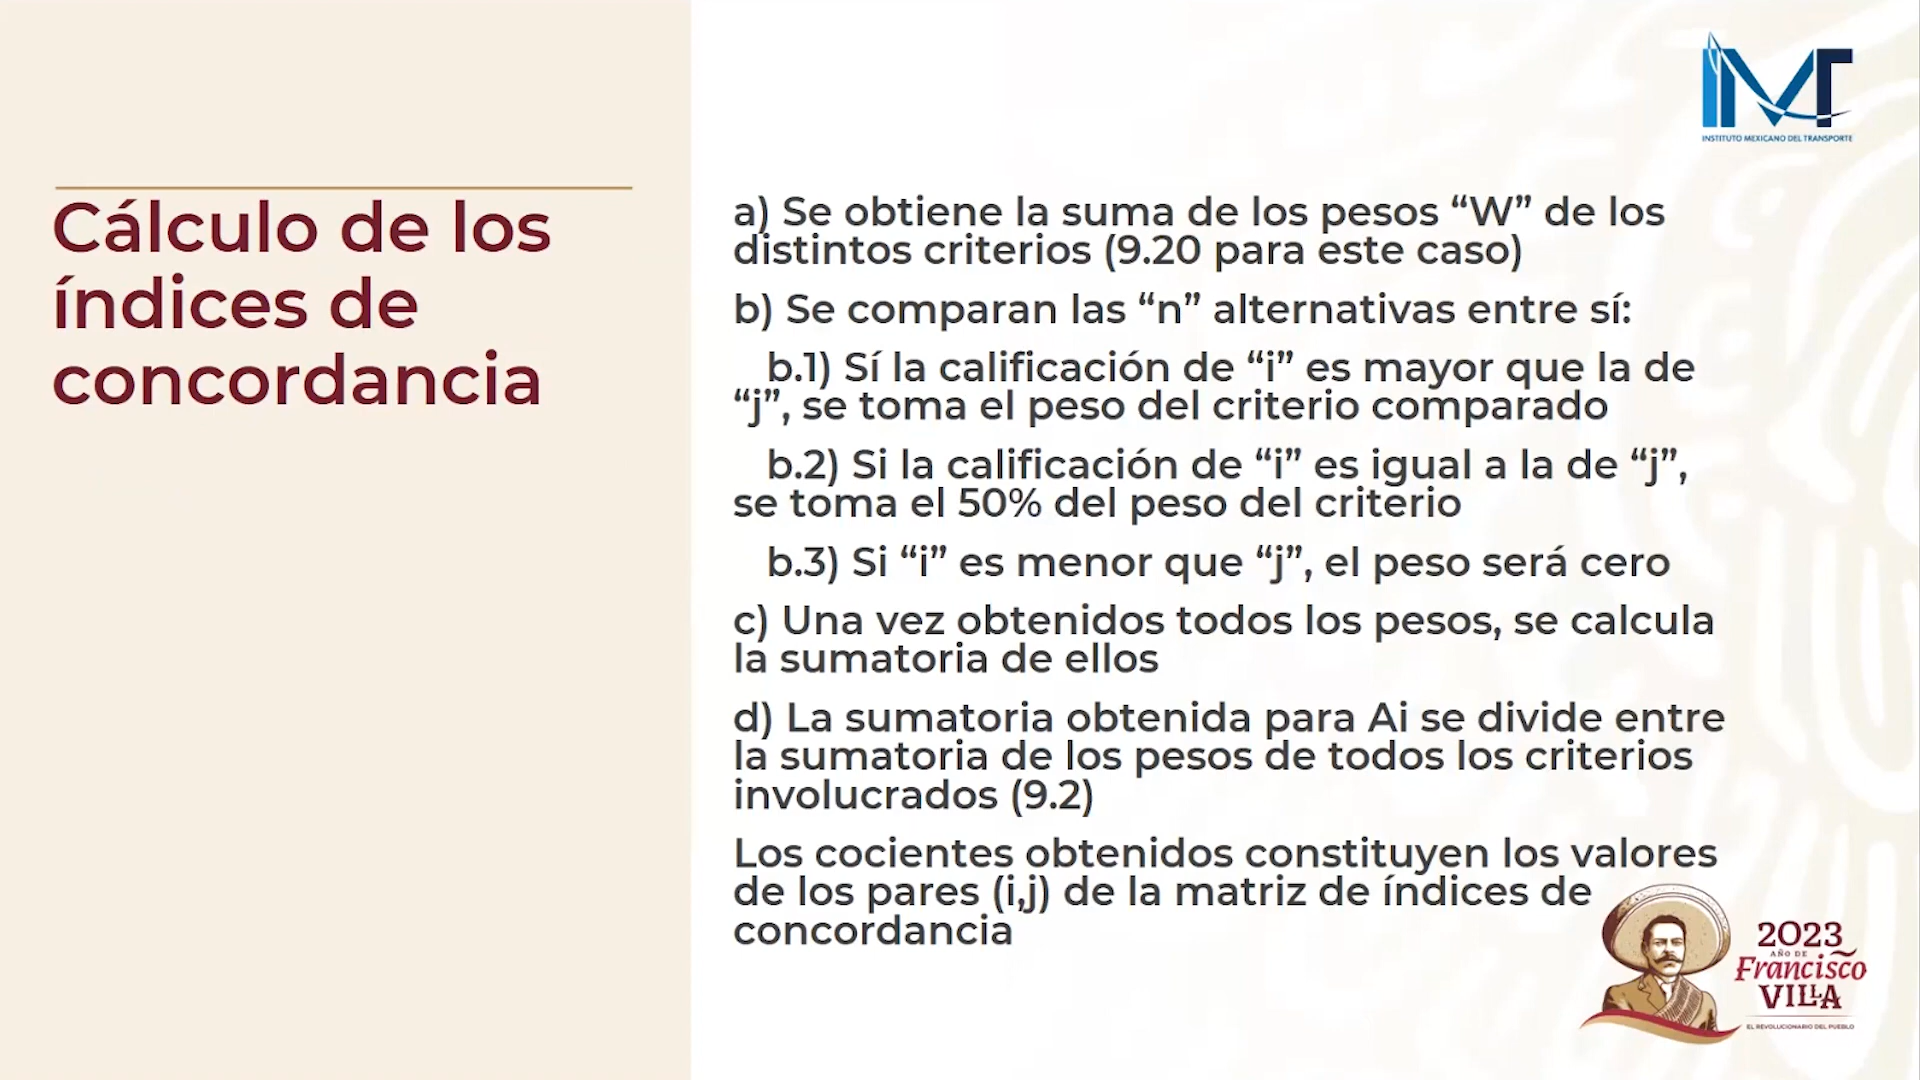 IMT
INSTITUTO MEXICANO DEL TRANSPORTE
Cálculo de los
índices de
concordancia
a) Se obtiene la suma de los pesos “W” de los
distintos criterios (9.20 para este caso)
b) Se comparan las “n” alternativas entre sí:
b.1) Sí la calificación de “i” es mayor que la de
“j”, se toma el peso del criterio comparado
b.2) Si la calificación de “i” es igual a la de “j”,
se toma el 50% del peso del criterio
b.3) Si “i” es menor que “j”, el peso será cero
c) Una vez obtenidos todos los pesos, se calcula
la sumatoria de ellos
d) La sumatoria obtenida para Ai se divide entre
la sumatoria de los pesos de todos los criterios
involucrados (9.2)
Los cocientes obtenidos constituyen los valores
de los pares (i,j) de la matriz de índices de
concordancia
2023
AÑO DE
Francisco
VILLA
EL REVOLUCIONARIO DEL PUEBLO